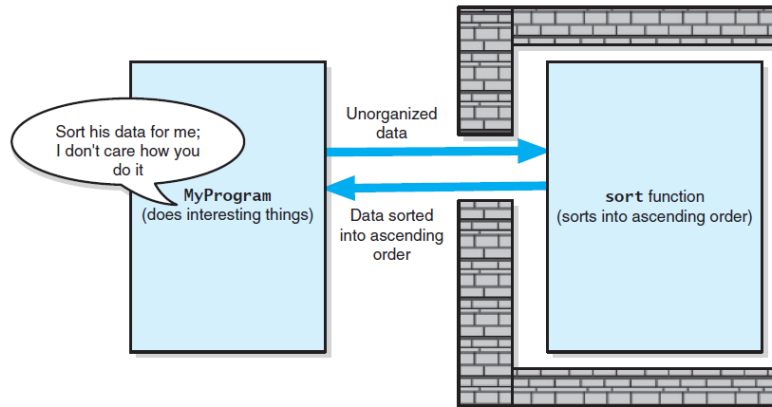 Sort his data for me;
I don't care how you
do it
MyProgram
(does interesting things)
Unorganized
data
Data sorted
into ascending
order
sort function
(sorts into ascending order)